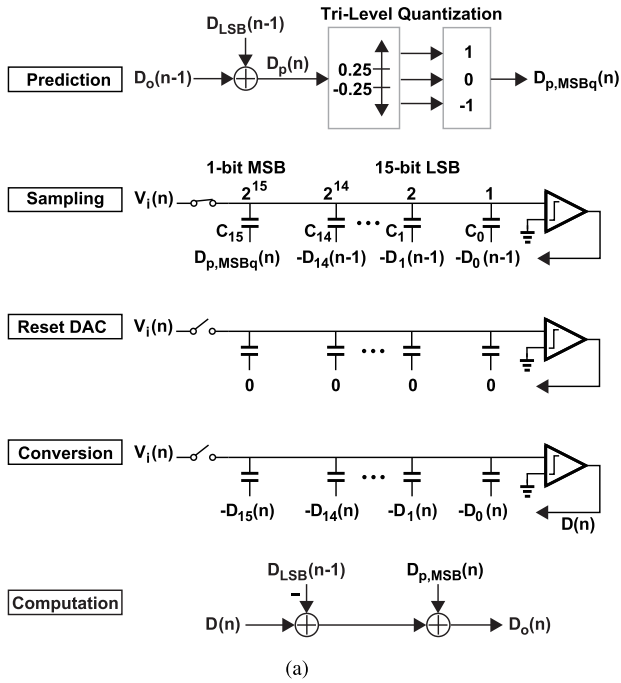 Tri-Level Quantization
D_LSB(n-1)
Prediction
D_o(n-1)
D_p(n)
0.25
-0.25
1
0
-1
D_p,MSBq(n)
1-bit MSB 15-bit LSB
Sampling
V_i(n)
2^15 2^14 2 1
C_15 C_14 ••• C_1 C_0
D_p,MSBq(n) -D_14(n-1) -D_1(n-1) -D_0(n-1)
Reset DAC
V_i(n)
•••
0 0 0 0
Conversion
V_i(n)
•••
-D_15(n) -D_14(n) -D_1(n) -D_0(n) D(n)
D_LSB(n-1) D_p,MSB(n)
Computation
−
D(n) D_o(n)
(a)